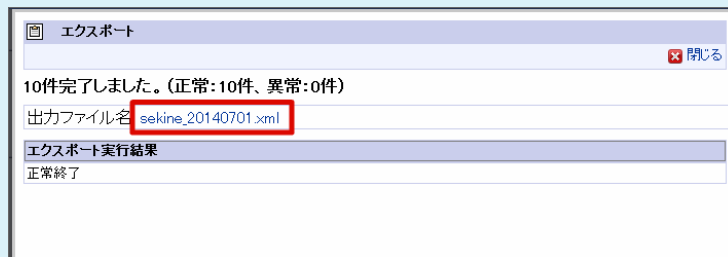 エクスポート
閉じる
10件完了しました。(正常:10件、異常:0件)
出力ファイル名 sekine_20140701.xml
エクスポート実行結果
正常終了